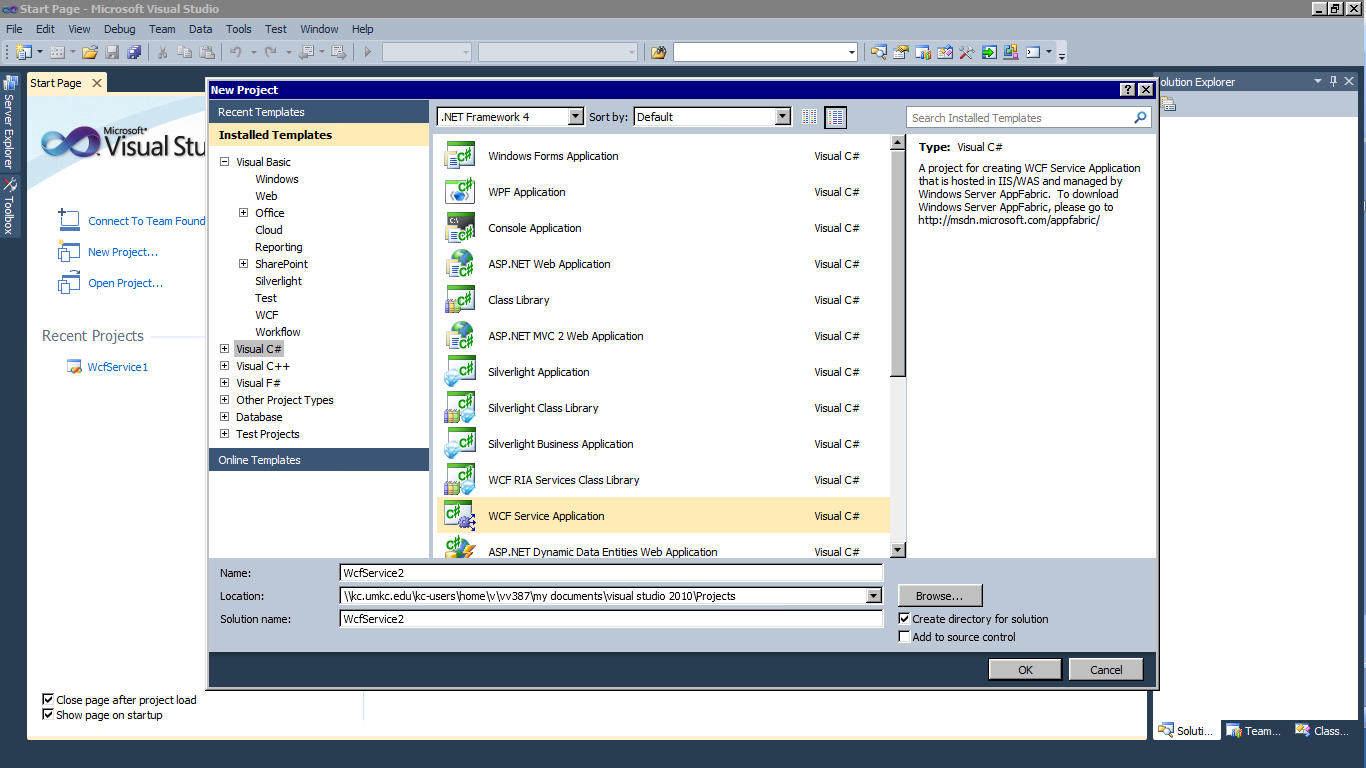 Start Page - Microsoft Visual Studio
File Edit View Debug Team Data Tools Test Window Help
Server Explorer
Toolbox
Start Page
Microsoft®
Visual Stu
Connect To Team Found
New Project...
Open Project...
Recent Projects
WcfService1
Close page after project load
Show page on startup
New Project
Recent Templates
Installed Templates
Visual Basic
Windows
Web
Office
Cloud
Reporting
SharePoint
Silverlight
Test
WCF
Workflow
Visual C#
Visual C++
Visual F#
Other Project Types
Database
Test Projects
Online Templates
.NET Framework 4 Sort by: Default
Search Installed Templates
Windows Forms Application Visual C#
WPF Application Visual C#
Console Application Visual C#
ASP.NET Web Application Visual C#
Class Library Visual C#
ASP.NET MVC 2 Web Application Visual C#
Silverlight Application Visual C#
Silverlight Class Library Visual C#
Silverlight Business Application Visual C#
WCF RIA Services Class Library Visual C#
WCF Service Application Visual C#
ASP.NET Dynamic Data Entities Web Application Visual C#
Type: Visual C#
A project for creating WCF Service Application
that is hosted in IIS/WAS and managed by
Windows Server AppFabric. To download
Windows Server AppFabric, please go to
http://msdn.microsoft.com/appfabric/
Name: WcfService2
Location: \\kc.umkc.edu\kc-users\home\v\vv387\my documents\visual studio 2010\Projects
Browse...
Solution name: WcfService2
Create directory for solution
Add to source control
OK Cancel
olution Explorer
Soluti... Team... Class...